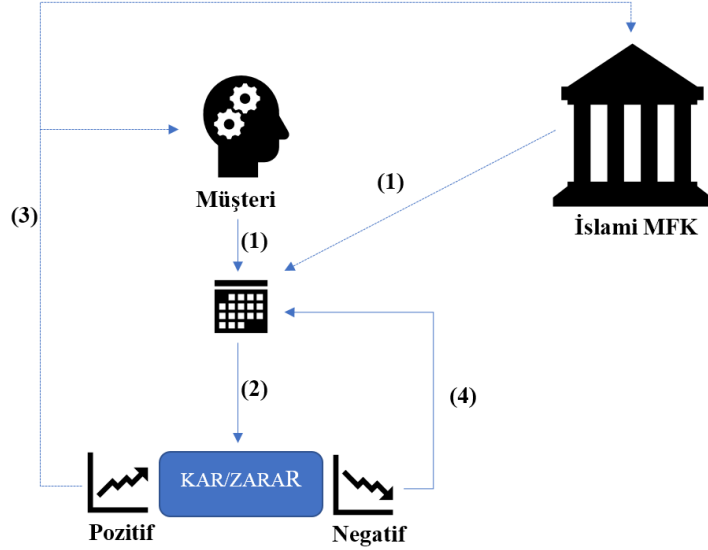 Müşteri
(1)
İslami MFK
(3)
(1)
(2)
(4)
KAR/ZARAR
Pozitif
Negatif